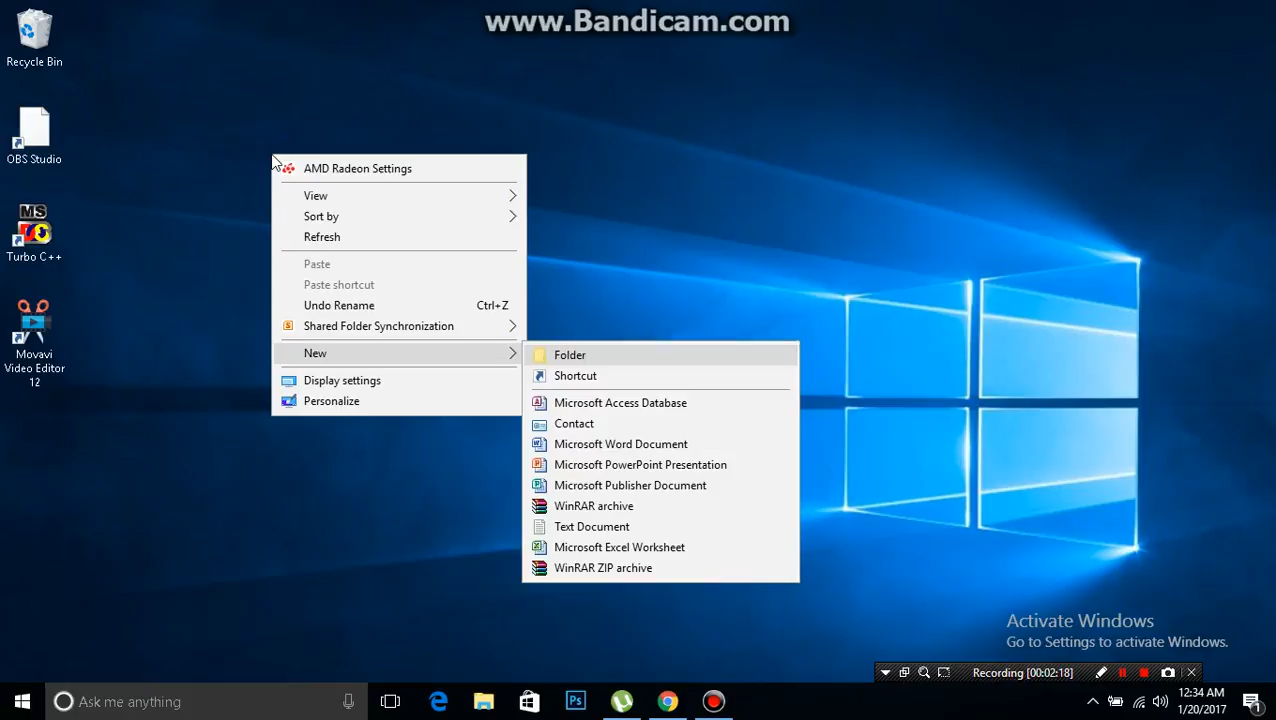 www.Bandicam.com
Recycle Bin
OBS Studio
MS
Turbo C++
Movavi
Video Editor
12
AMD Radeon Settings
View
Sort by
Refresh
Paste
Paste shortcut
Undo Rename Ctrl+Z
Shared Folder Synchronization
New
Display settings
Personalize
Folder
Shortcut
Microsoft Access Database
Contact
Microsoft Word Document
Microsoft PowerPoint Presentation
Microsoft Publisher Document
WinRAR archive
Text Document
Microsoft Excel Worksheet
WinRAR ZIP archive
Activate Windows
Go to Settings to activate Windows.
Recording [00:02:18]
Ask me anything
Ps
12:34 AM
1/20/2017
1